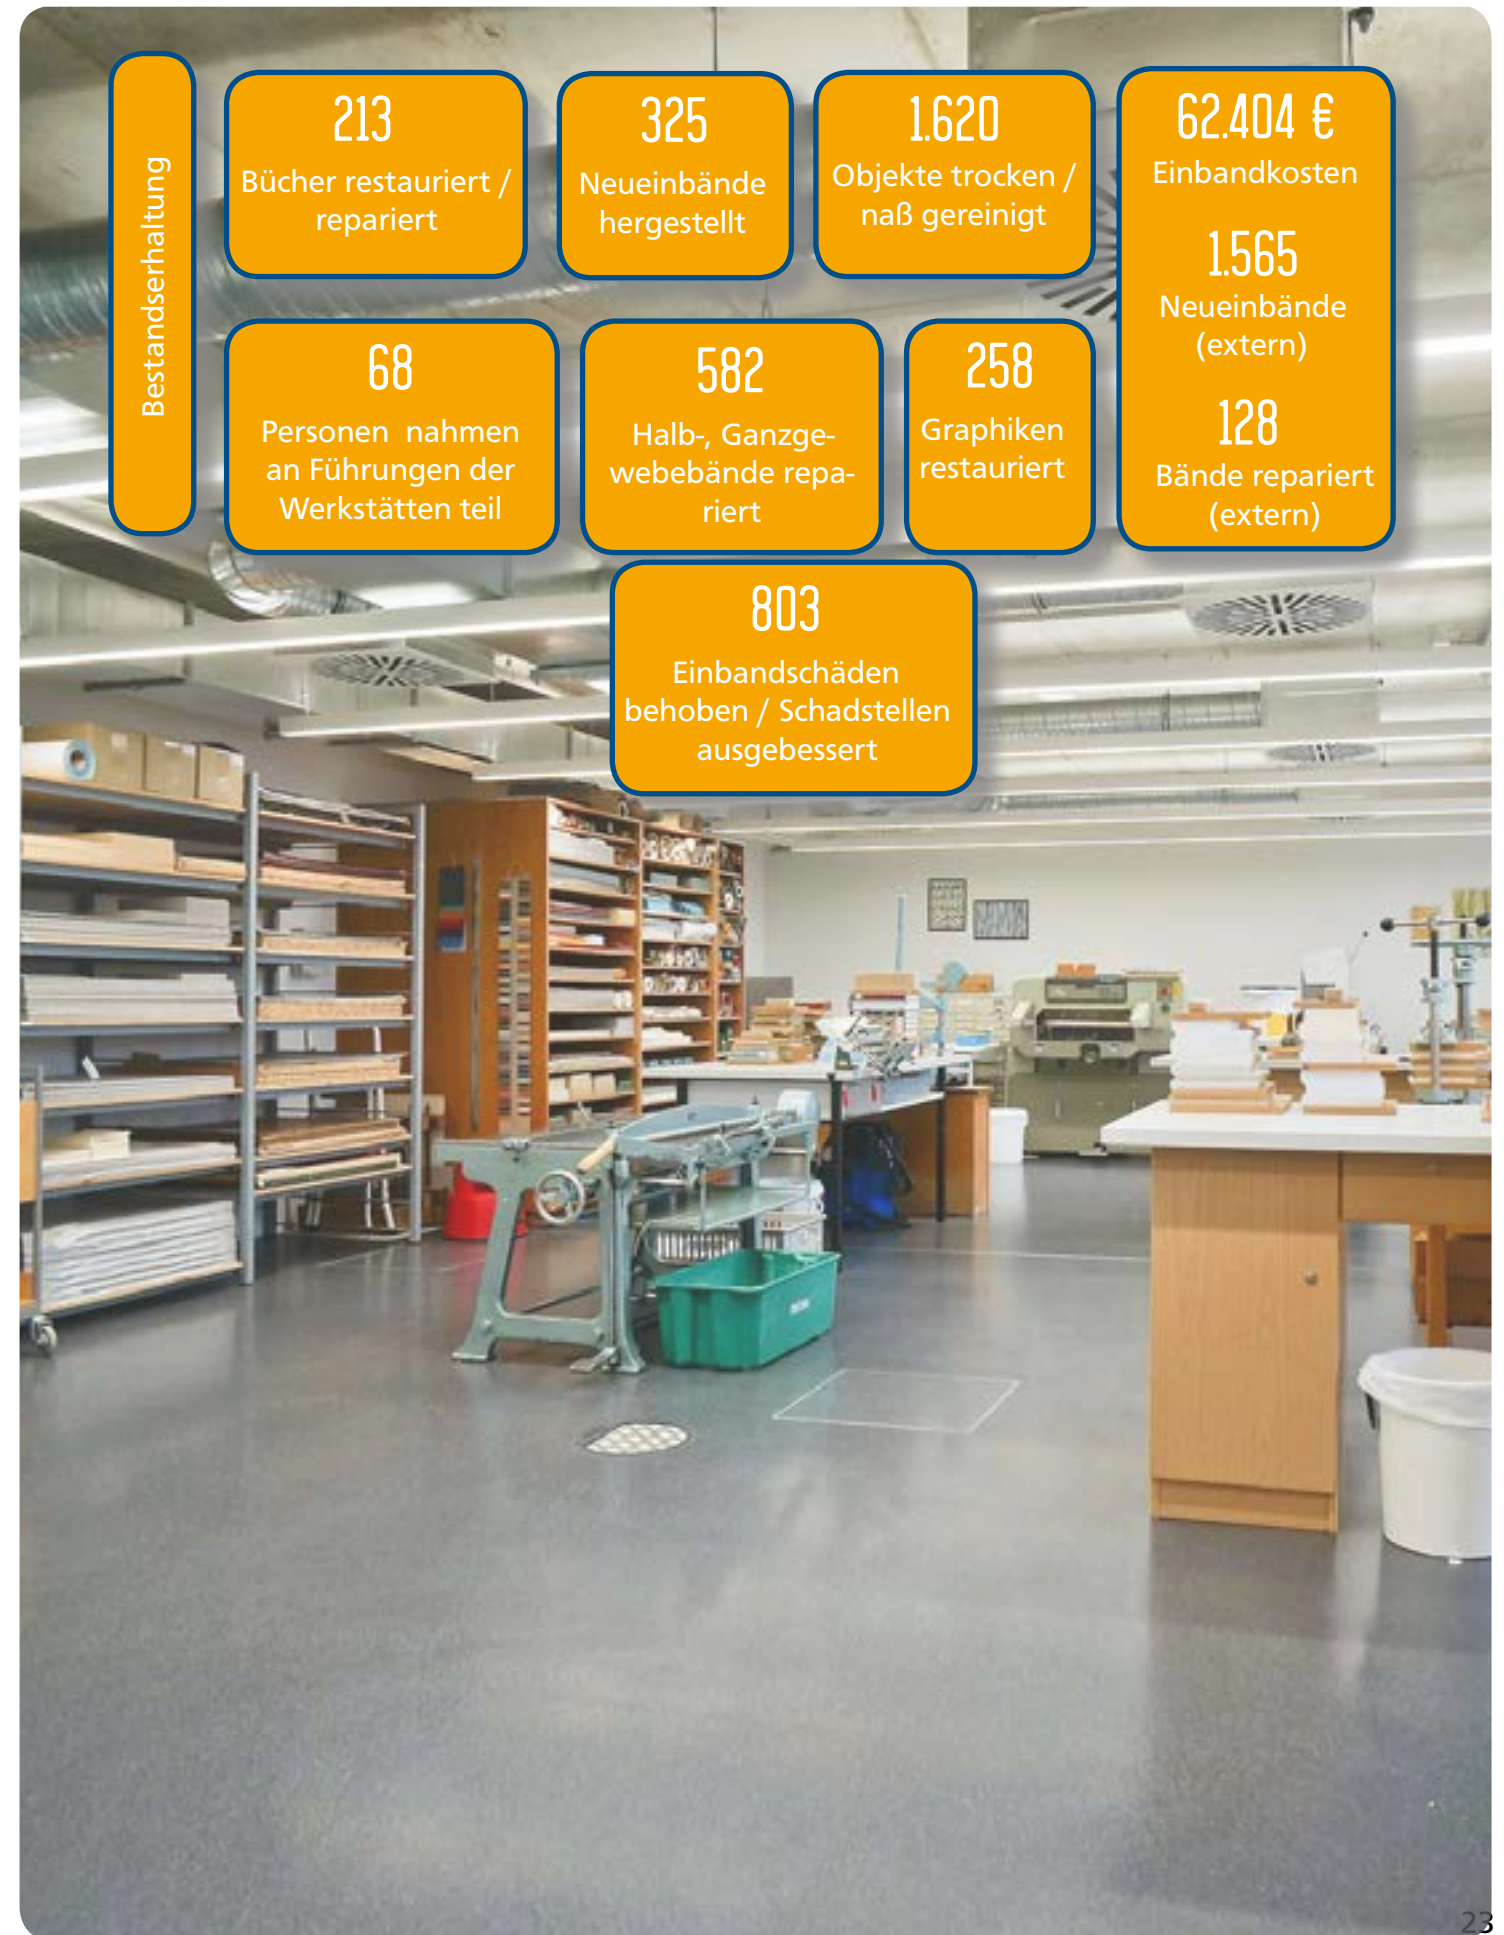 Bestandserhaltung
213
Bücher restauriert /
repariert
325
Neueinbände
hergestellt
1.620
Objekte trocken /
naß gereinigt
62.404 €
Einbandkosten
1.565
Neueinbände
(extern)
128
Bände repariert
(extern)
68
Personen nahmen
an Führungen der
Werkstätten teil
582
Halb-, Ganzge-
webebände repa-
riert
258
Graphiken
restauriert
803
Einbandschäden
behoben / Schadstellen
ausgebessert
23